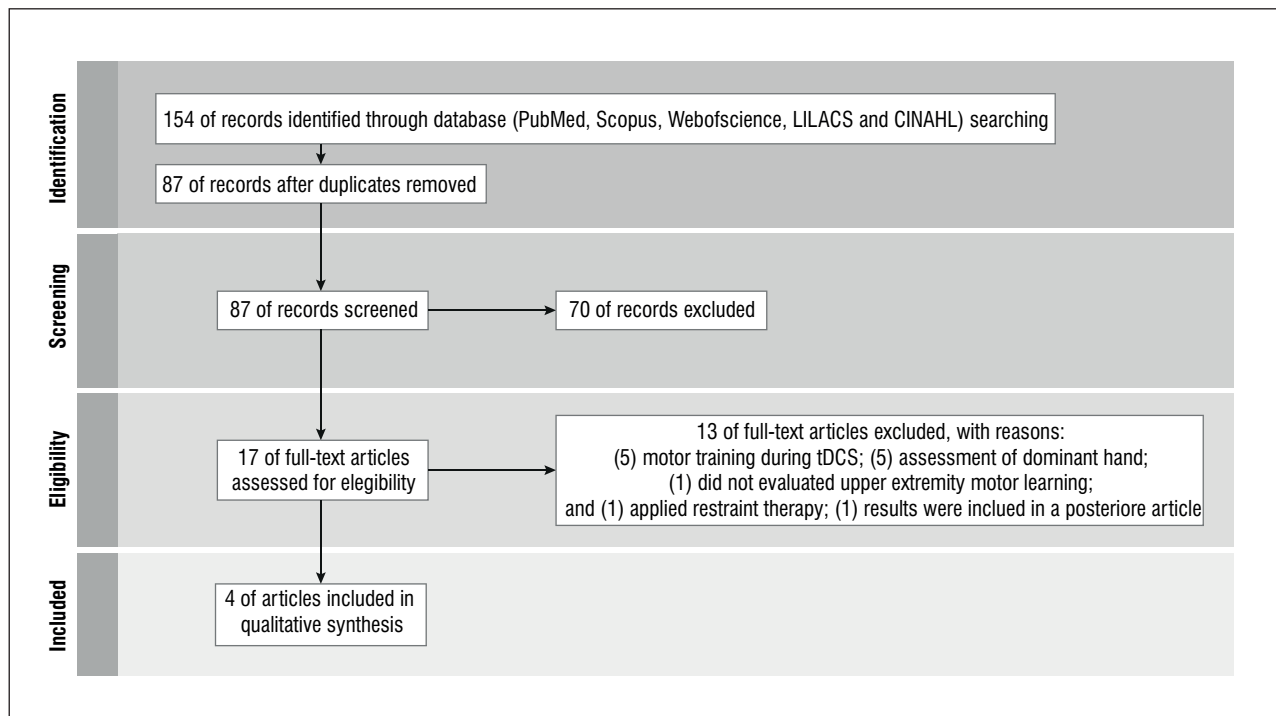 Identification
154 of records identified through database (PubMed, Scopus, Webofscience, LILACS and CINAHL) searching
87 of records after duplicates removed
Screening
87 of records screened
70 of records excluded
Eligibility
17 of full-text articles
assessed for elegibility
13 of full-text articles excluded, with reasons:
(5) motor training during tDCS; (5) assessment of dominant hand;
(1) did not evaluated upper extremity motor learning;
and (1) applied restraint therapy; (1) results were inclued in a posteriore article
Included
4 of articles included in
qualitative synthesis